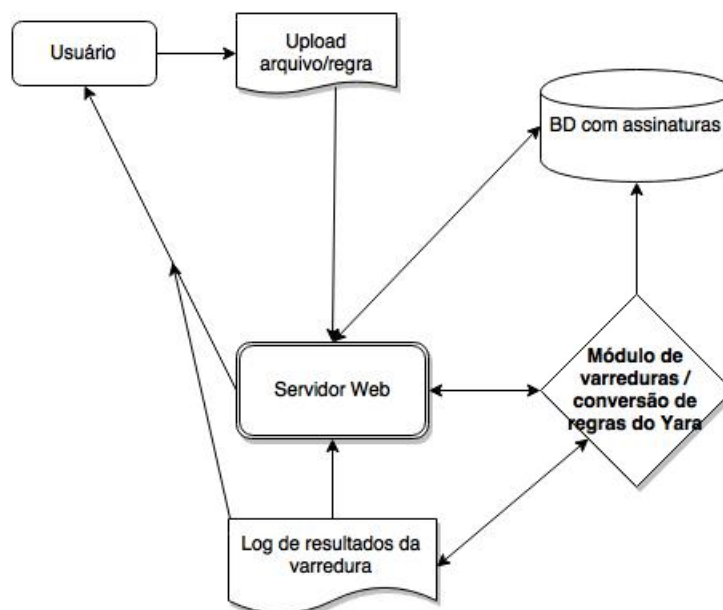 Usuário
Upload
arquivo/regra
BD com assinaturas
Módulo de
varreduras /
conversão de
regras do Yara
Servidor Web
Log de resultados da
varredura